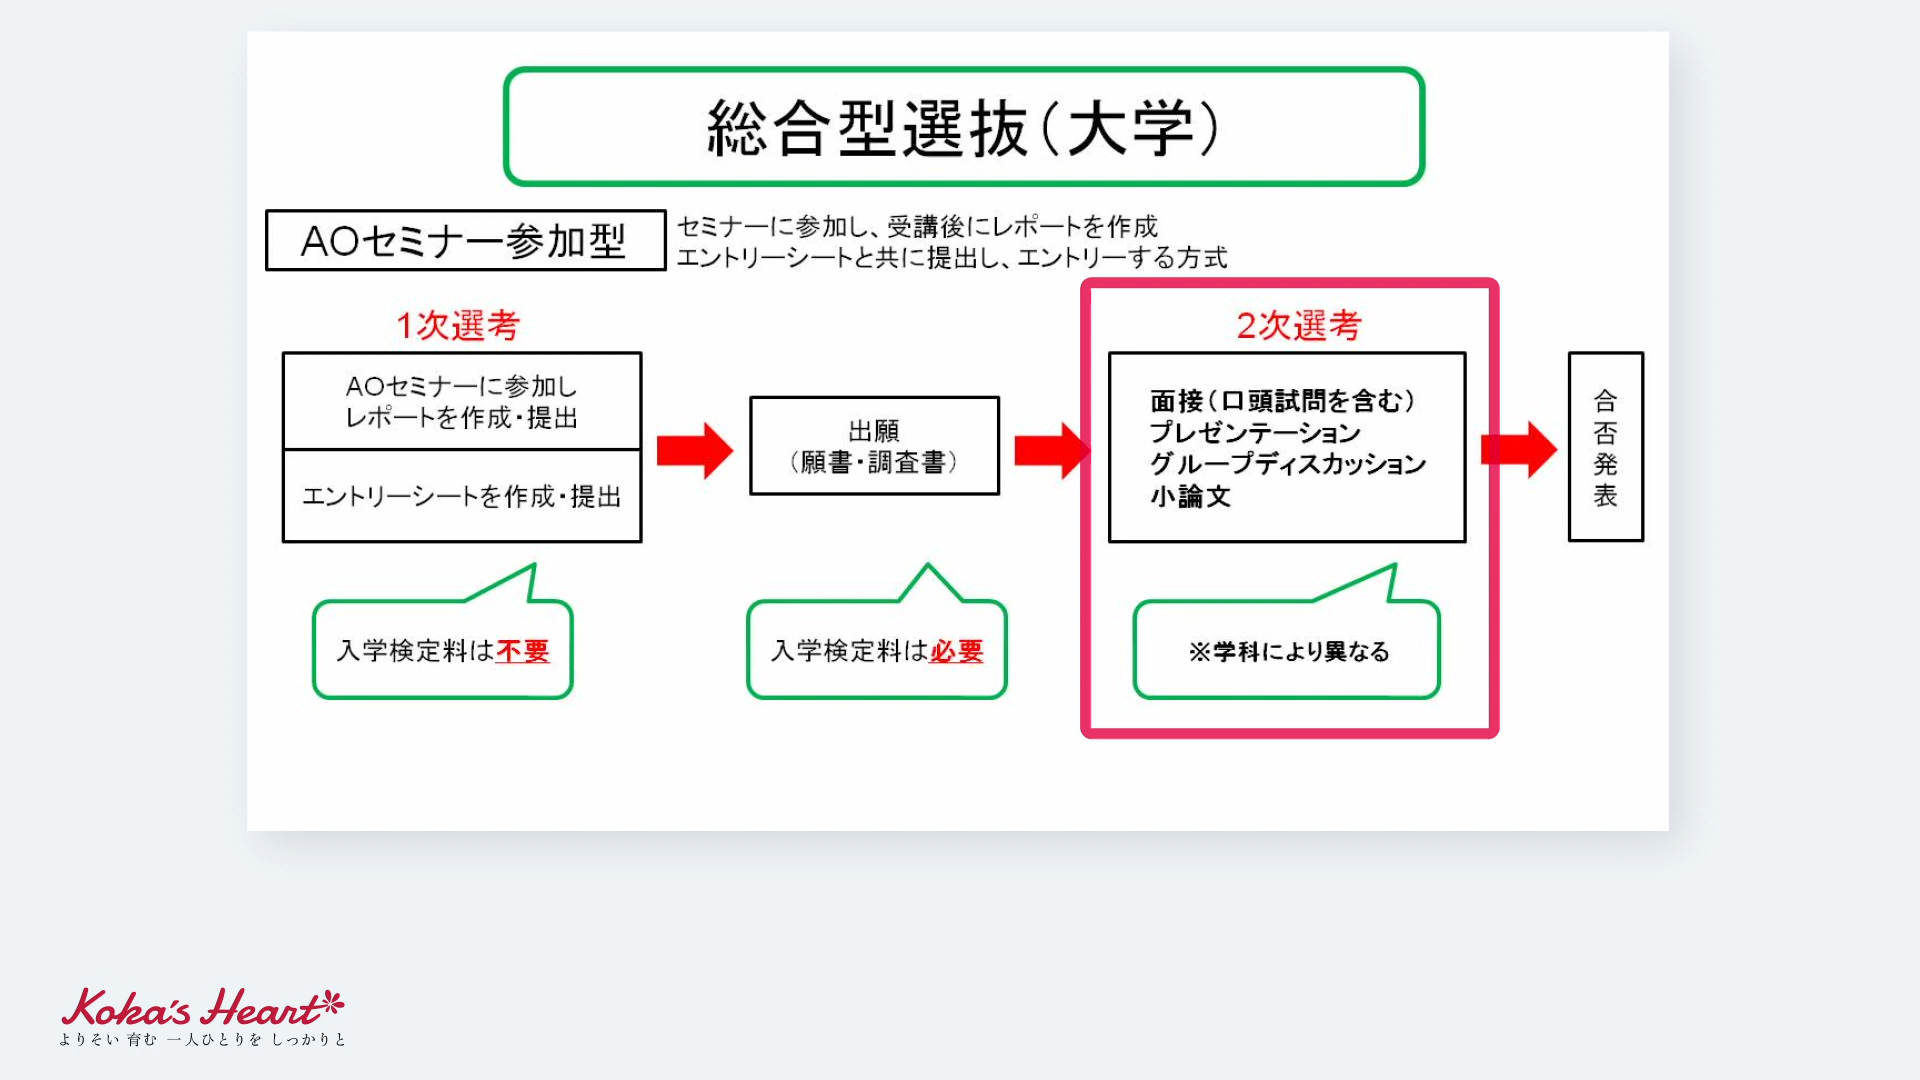 総合型選抜（大学）
AOセミナー参加型
セミナーに参加し、受講後にレポートを作成
エントリーシートと共に提出し、エントリーする方式
1次選考
AOセミナーに参加し
レポートを作成・提出
エントリーシートを作成・提出
入学検定料は不要
出願
（願書・調査書）
入学検定料は必要
2次選考
面接（口頭試問を含む）
プレゼンテーション
グループディスカッション
小論文
※学科により異なる
合
否
発
表
Koka's Heart*
よりそい 育む 一人ひとりを しっかりと